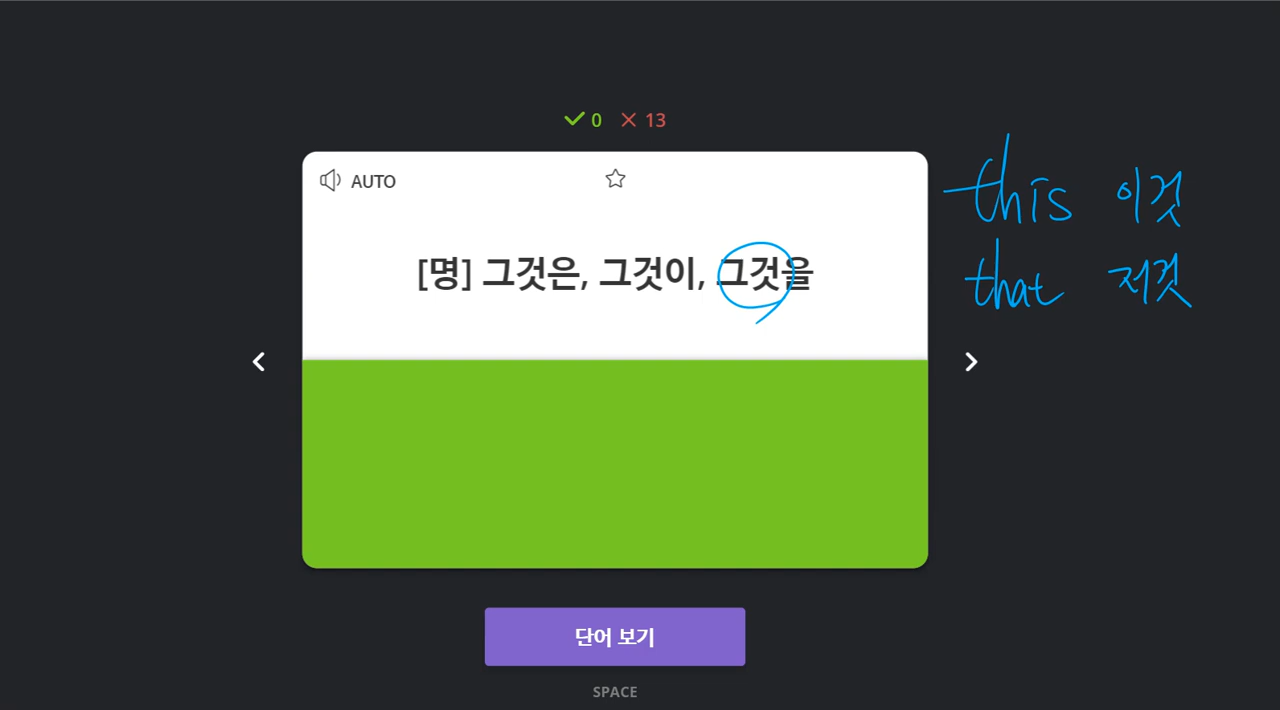 0 13
AUTO
[명] 그것은, 그것이, 그것을
this 이것
that 저것
단어 보기
SPACE